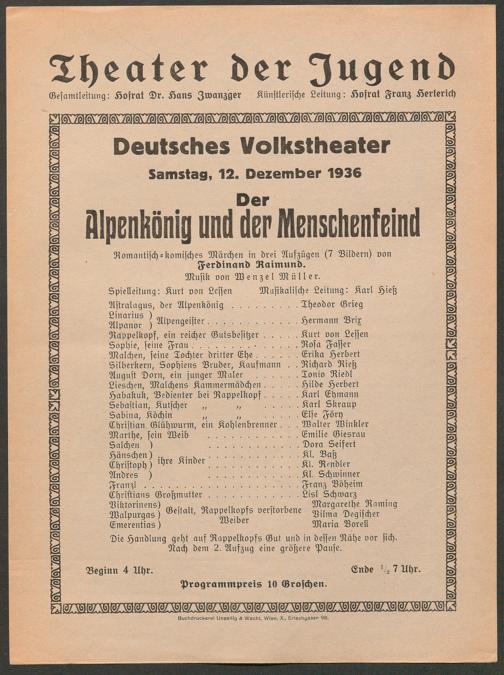 Theater der Jugend
Gesamtleitung: Hofrat Dr. Hans Zwanzger Künstlerische Leitung: Hofrat Franz Herterich
Deutsches Volkstheater
Samstag, 12. Dezember 1936
Der
Alpenkönig und der Menschenfeind
Romantisch-komisches Märchen in drei Aufzügen (7 Bildern) von
Ferdinand Raimund.
Musik von Wenzel Müller.
Spielleitung: Kurt von Lessen Musikalische Leitung: Karl Hieß
Astralagus, der Alpenkönig . . . . . . . . . Theodor Grieg
Linarius )
Alpanor ) Alpengeister . . . . . . . . . . . . Hermann Brix
Rappelkopf, ein reicher Gutsbesitzer . . . . Kurt von Lessen
Sophie, seine Frau . . . . . . . . . . . . . Rosa Fasser
Malchen, seine Tochter dritter Ehe . . . . . Erika Herbert
Silberkern, Sophiens Bruder, Kaufmann . . Richard Rieß
August Dorn, ein junger Maler . . . . . . . Tonio Riedl
Lieschen, Malchens Kammermädchen . . . . Hilde Herbert
Habakuk, Bedienter bei Rappelkopf . . . . . Karl Ehmann
Sebastian, Kutscher „ „ . . . . . Karl Skraup
Sabina, Köchin „ „ . . . . . Else Föry
Christian Glühwurm, ein Kohlenbrenner . . . Walter Winkler
Marthe, sein Weib . . . . . . . . . . . . Emilie Giesrau
Salchen ) . . . . . . . . . . Dora Seifert
Hänschen ) . . . . . . . . . . Kl. Baß
Christoph ) ihre Kinder . . . . . . . . . . Kl. Rendler
Andres ) . . . . . . . . . . Kl. Schwinner
Franzl . . . . . . . . . . . . . . . . . . Franz Böheim
Christians Großmutter . . . . . . . . . . . Lisl Schwarz
Viktorinens) Margarethe Roming
Walpurgas ) Gestalt, Rappelkopfs verstorbene Vilma Degischer
Emerentias ) Weiber Maria Borell
Die Handlung geht auf Rappelkopfs Gut und in dessen Nähe vor sich.
Nach dem 2. Aufzug eine größere Pause.
Beginn 4 Uhr. Ende ½ 7 Uhr.
Programmpreis 10 Groschen.
Buchdruckerei Unzeitig & Wacht, Wien, X., Erlachgasse 98.